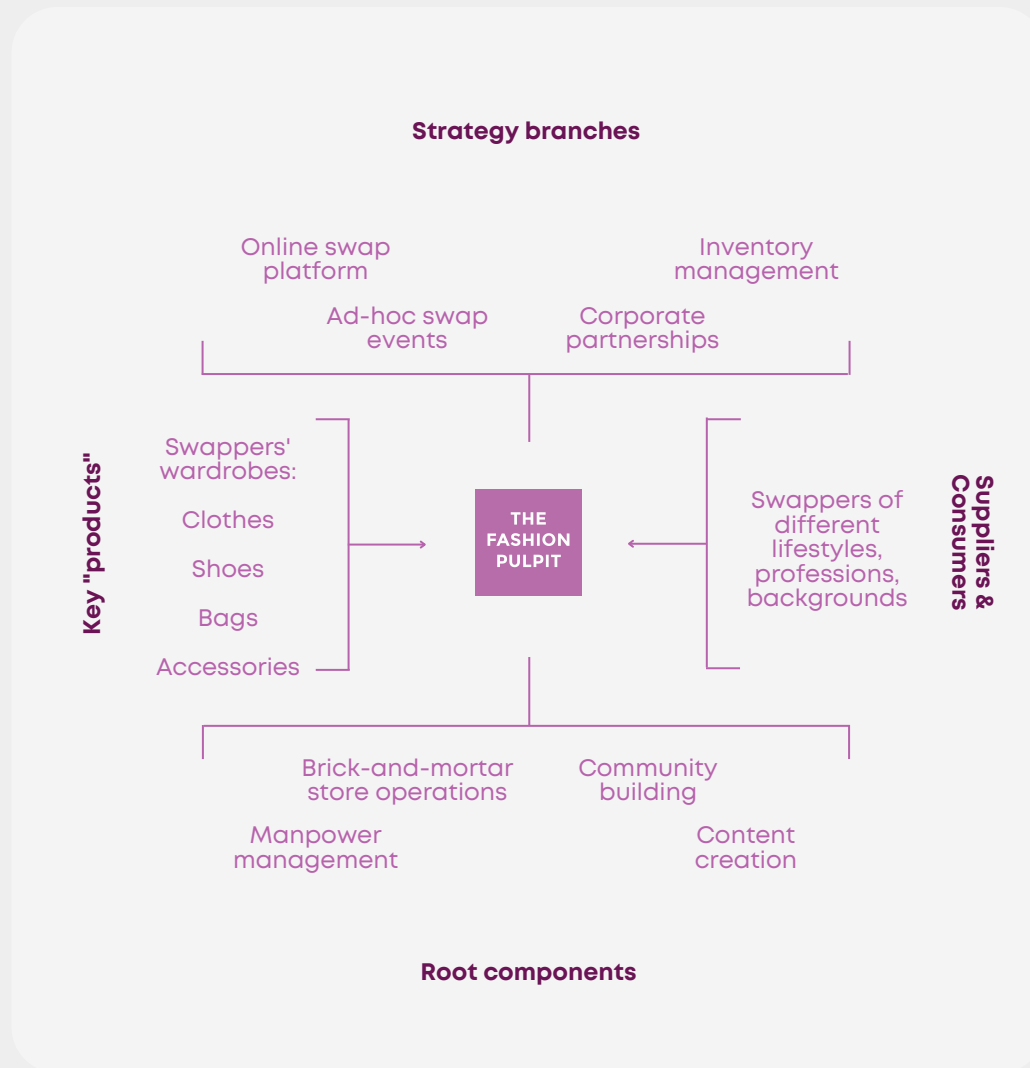 Strategy branches
Online swap
platform
Inventory
management
Ad-hoc swap
events
Corporate
partnerships
Key "products"
Swappers'
wardrobes:
Clothes
Shoes
Bags
Accessories
THE
FASHION
PULPIT
Swappers of
different
lifestyles,
professions,
backgrounds
Suppliers &
Consumers
Brick-and-mortar
store operations
Community
building
Manpower
management
Content
creation
Root components